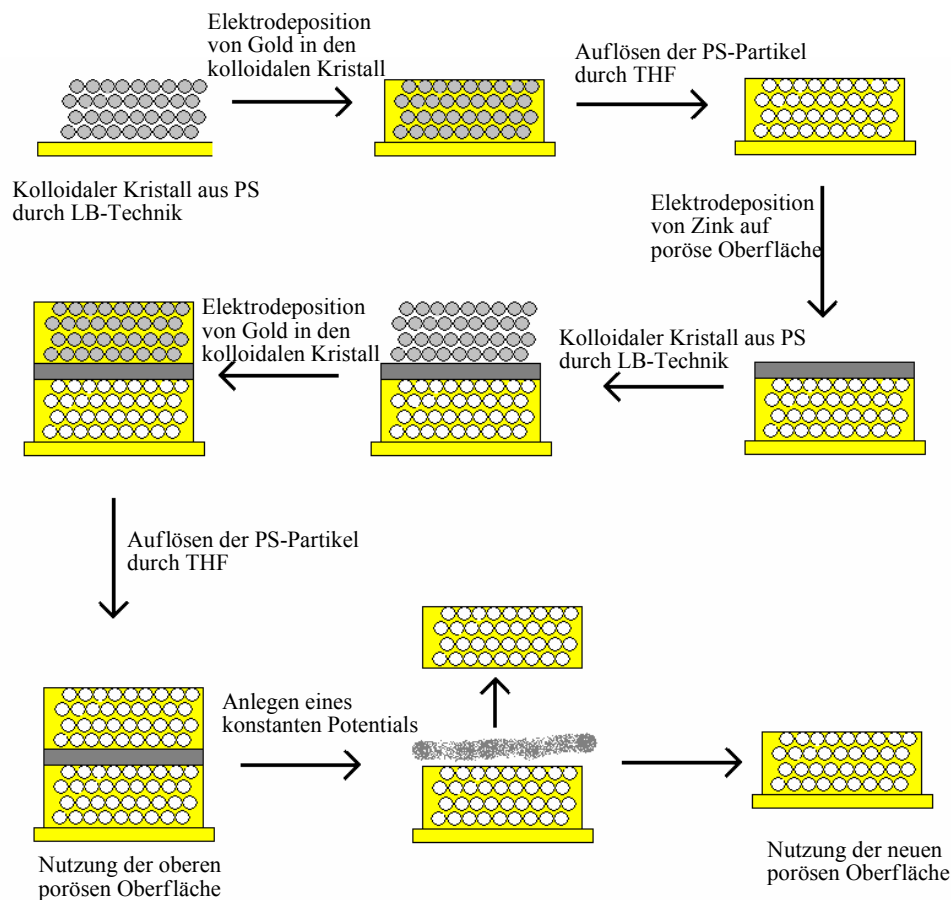 Elektrodeposition
von Gold in den
kolloidalen Kristall
Auflösen der PS-Partikel
durch THF
Kolloidaler Kristall aus PS
durch LB-Technik
Elektrodeposition
von Zink auf
poröse Oberfläche
Kolloidaler Kristall aus PS
durch LB-Technik
Elektrodeposition
von Gold in den
kolloidalen Kristall
Auflösen der PS-Partikel
durch THF
Anlegen eines
konstanten Potentials
Nutzung der oberen
porösen Oberfläche
Nutzung der neuen
porösen Oberfläche